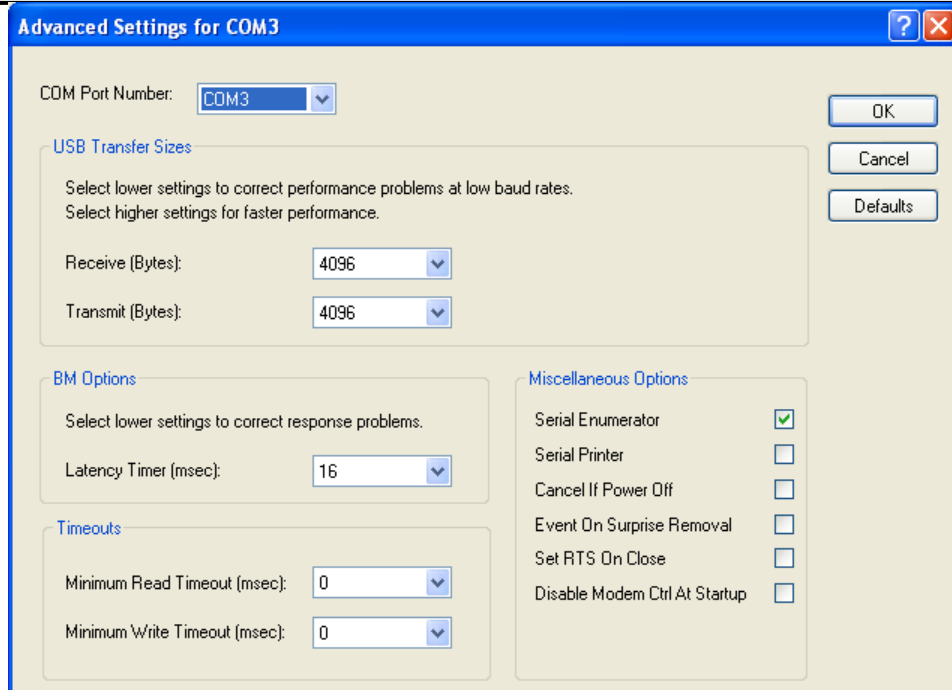 Advanced Settings for COM3
COM Port Number: COM3
OK
Cancel
Defaults
USB Transfer Sizes
Select lower settings to correct performance problems at low baud rates.
Select higher settings for faster performance.
Receive (Bytes): 4096
Transmit (Bytes): 4096
BM Options
Select lower settings to correct response problems.
Latency Timer (msec): 16
Timeouts
Minimum Read Timeout (msec): 0
Minimum Write Timeout (msec): 0
Miscellaneous Options
Serial Enumerator
Serial Printer
Cancel If Power Off
Event On Surprise Removal
Set RTS On Close
Disable Modem Ctrl At Startup